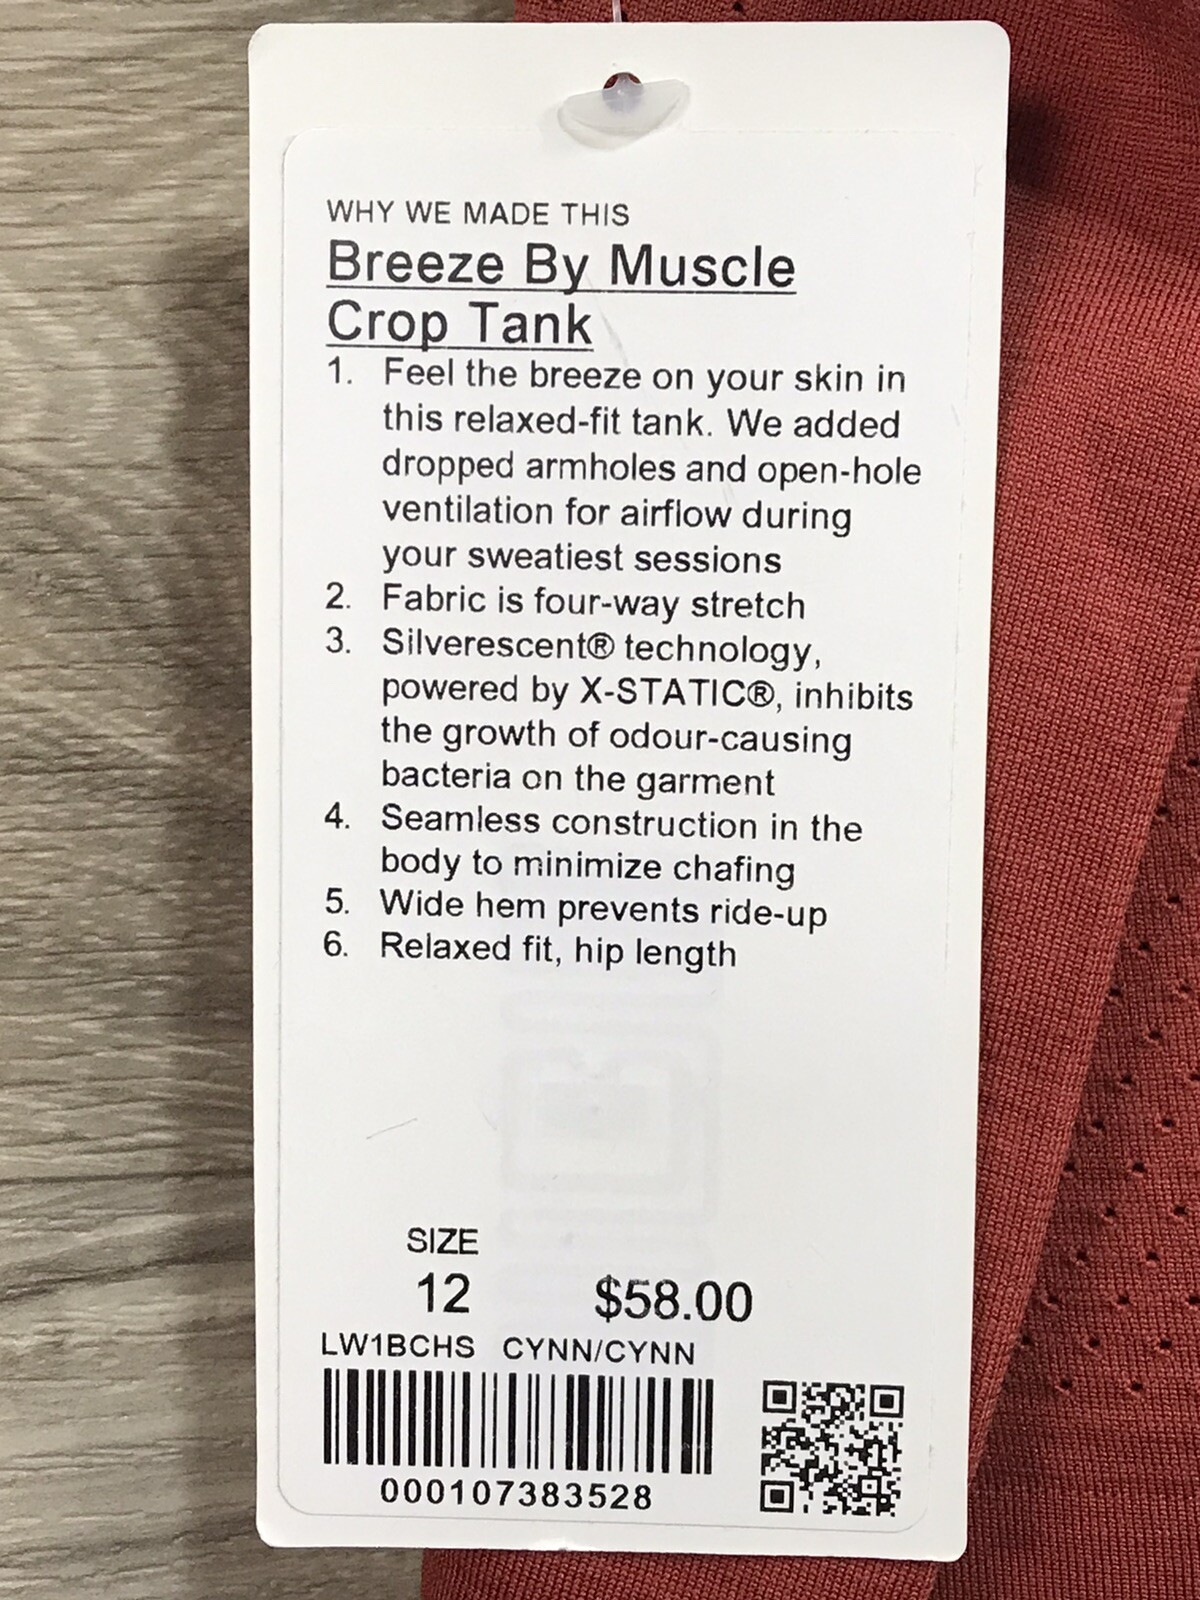 WHY WE MADE THIS
Breeze By Muscle
Crop Tank
1. Feel the breeze on your skin in
this relaxed-fit tank. We added
dropped armholes and open-hole
ventilation for airflow during
your sweatiest sessions
2. Fabric is four-way stretch
3. Silverescent® technology,
powered by X-STATIC®, inhibits
the growth of odour-causing
bacteria on the garment
4. Seamless construction in the
body to minimize chafing
5. Wide hem prevents ride-up
6. Relaxed fit, hip length
SIZE
12 $58.00
LW1BCHS CYNN/CYNN
000107383528